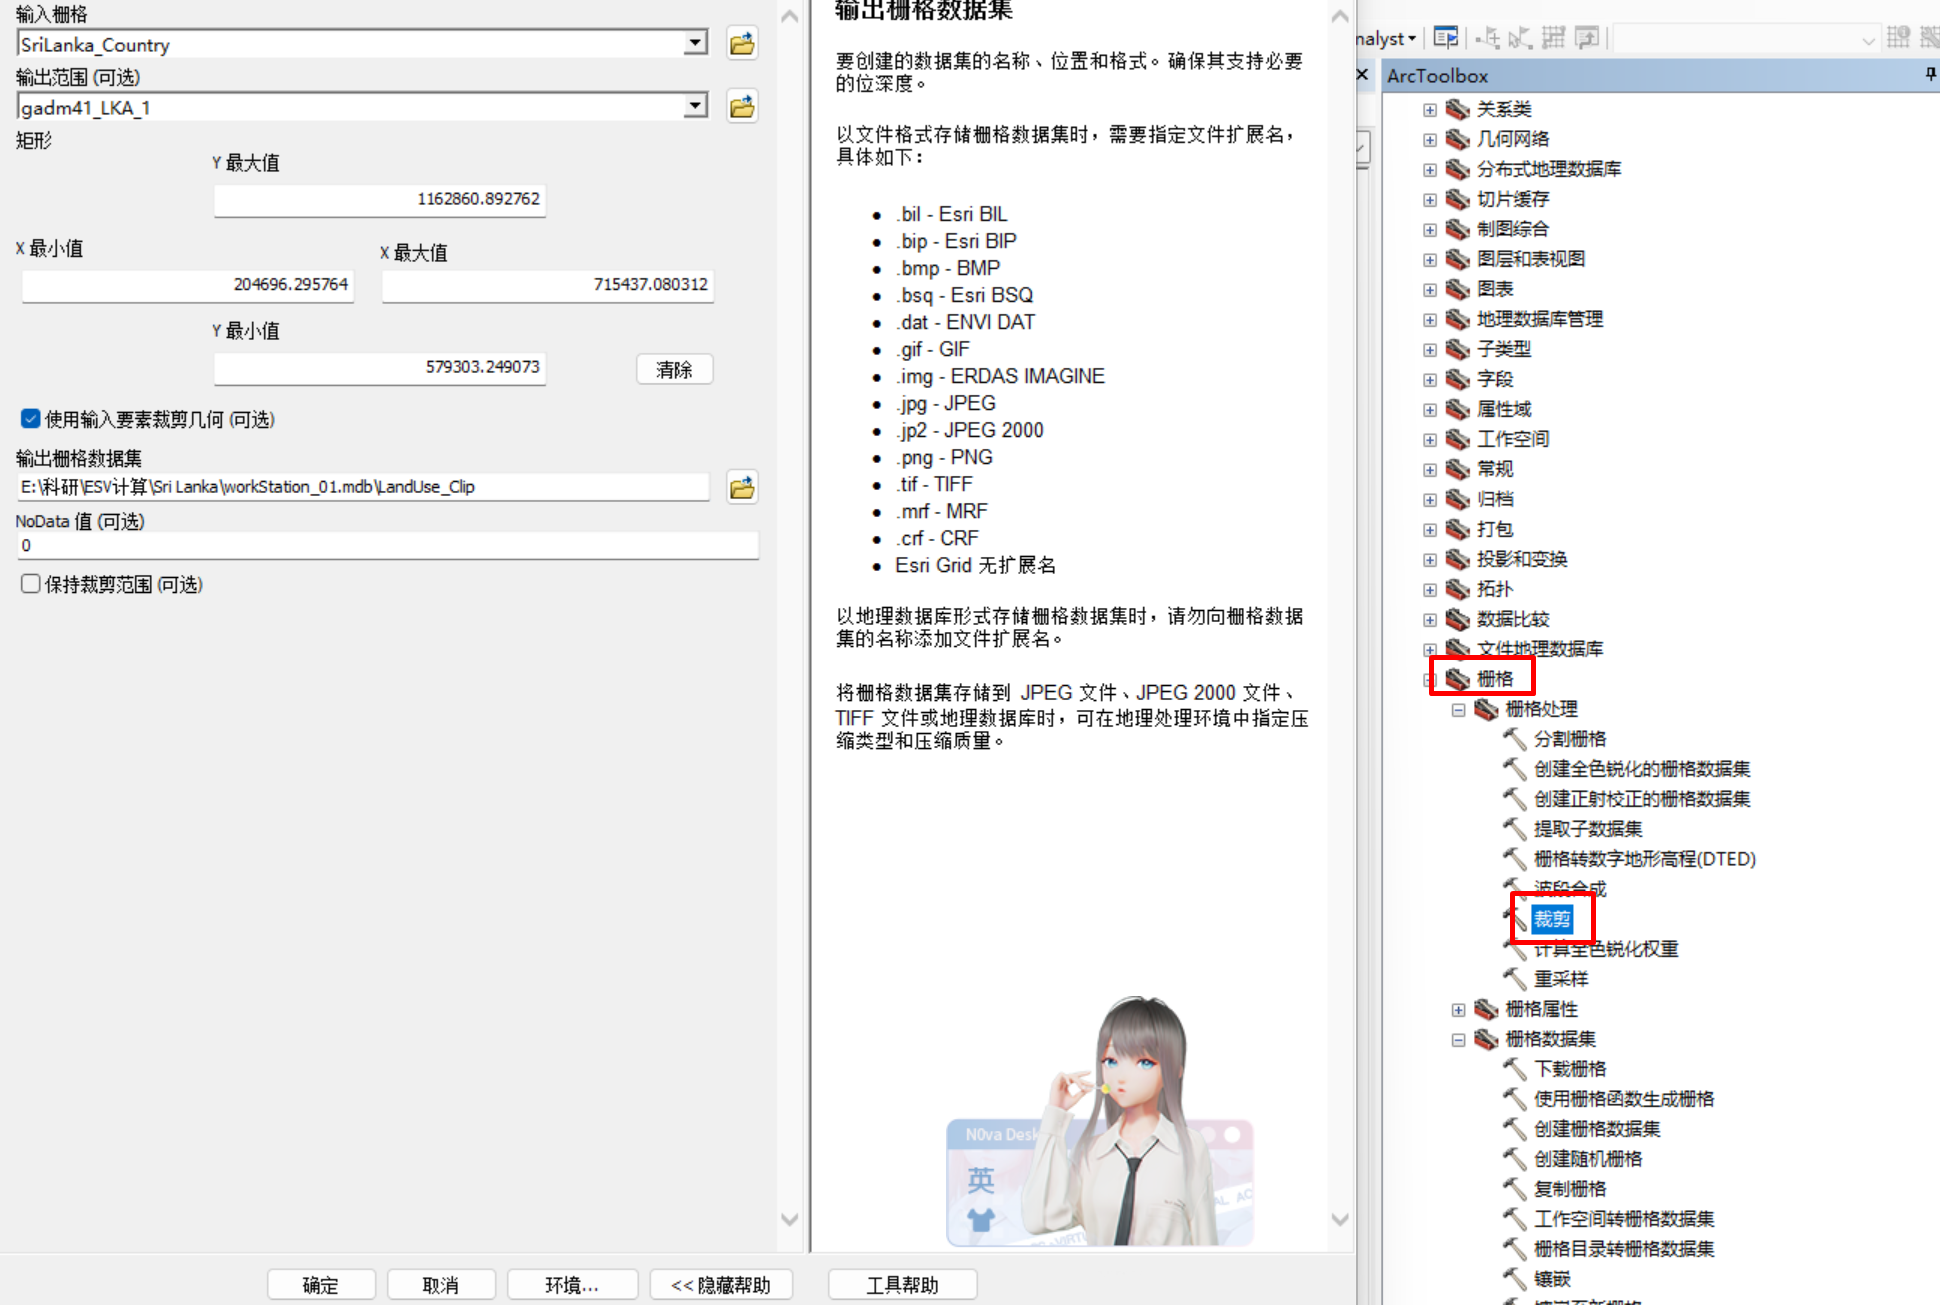 输入栅格
SriLanka_Country
输出范围 (可选)
gadm41_LKA_1
矩形
Y 最大值
1162860.892762
X 最小值
X 最大值
204696.295764
715437.080312
Y 最小值
579303.249073
清除
使用输入要素裁剪几何 (可选)
输出栅格数据集
E:\科研\ESV计算\Sri Lanka\workStation_01.mdb\LandUse_Clip
NoData 值 (可选)
0
保持裁剪范围 (可选)
确定
取消
环境...
<< 隐藏帮助
工具帮助
输出栅格数据集
要创建的数据集的名称、位置和格式。确保其支持必要
的位深度。
以文件格式存储栅格数据集时，需要指定文件扩展名，
具体如下：
.bil - Esri BIL
.bip - Esri BIP
.bmp - BMP
.bsq - Esri BSQ
.dat - ENVI DAT
.gif - GIF
.img - ERDAS IMAGINE
.jpg - JPEG
.jp2 - JPEG 2000
.png - PNG
.tif - TIFF
.mrf - MRF
.crf - CRF
Esri Grid 无扩展名
以地理数据库形式存储栅格数据集时，请勿向栅格数据
集的名称添加文件扩展名。
将栅格数据集存储到 JPEG 文件、JPEG 2000 文件、
TIFF 文件或地理数据库时，可在地理处理环境中指定压
缩类型和压缩质量。
N0va Desk
英
nalyst
ArcToolbox
关系类
几何网络
分布式地理数据库
切片缓存
制图综合
图层和表视图
图表
地理数据库管理
子类型
字段
属性域
工作空间
常规
归档
打包
投影和变换
拓扑
数据比较
文件地理数据库
栅格
栅格处理
分割栅格
创建全色锐化的栅格数据集
创建正射校正的栅格数据集
提取子数据集
栅格转数字地形高程(DTED)
波段合成
裁剪
计算全色锐化权重
重采样
栅格属性
栅格数据集
下载栅格
使用栅格函数生成栅格
创建栅格数据集
创建随机栅格
复制栅格
工作空间转栅格数据集
栅格目录转栅格数据集
镶嵌